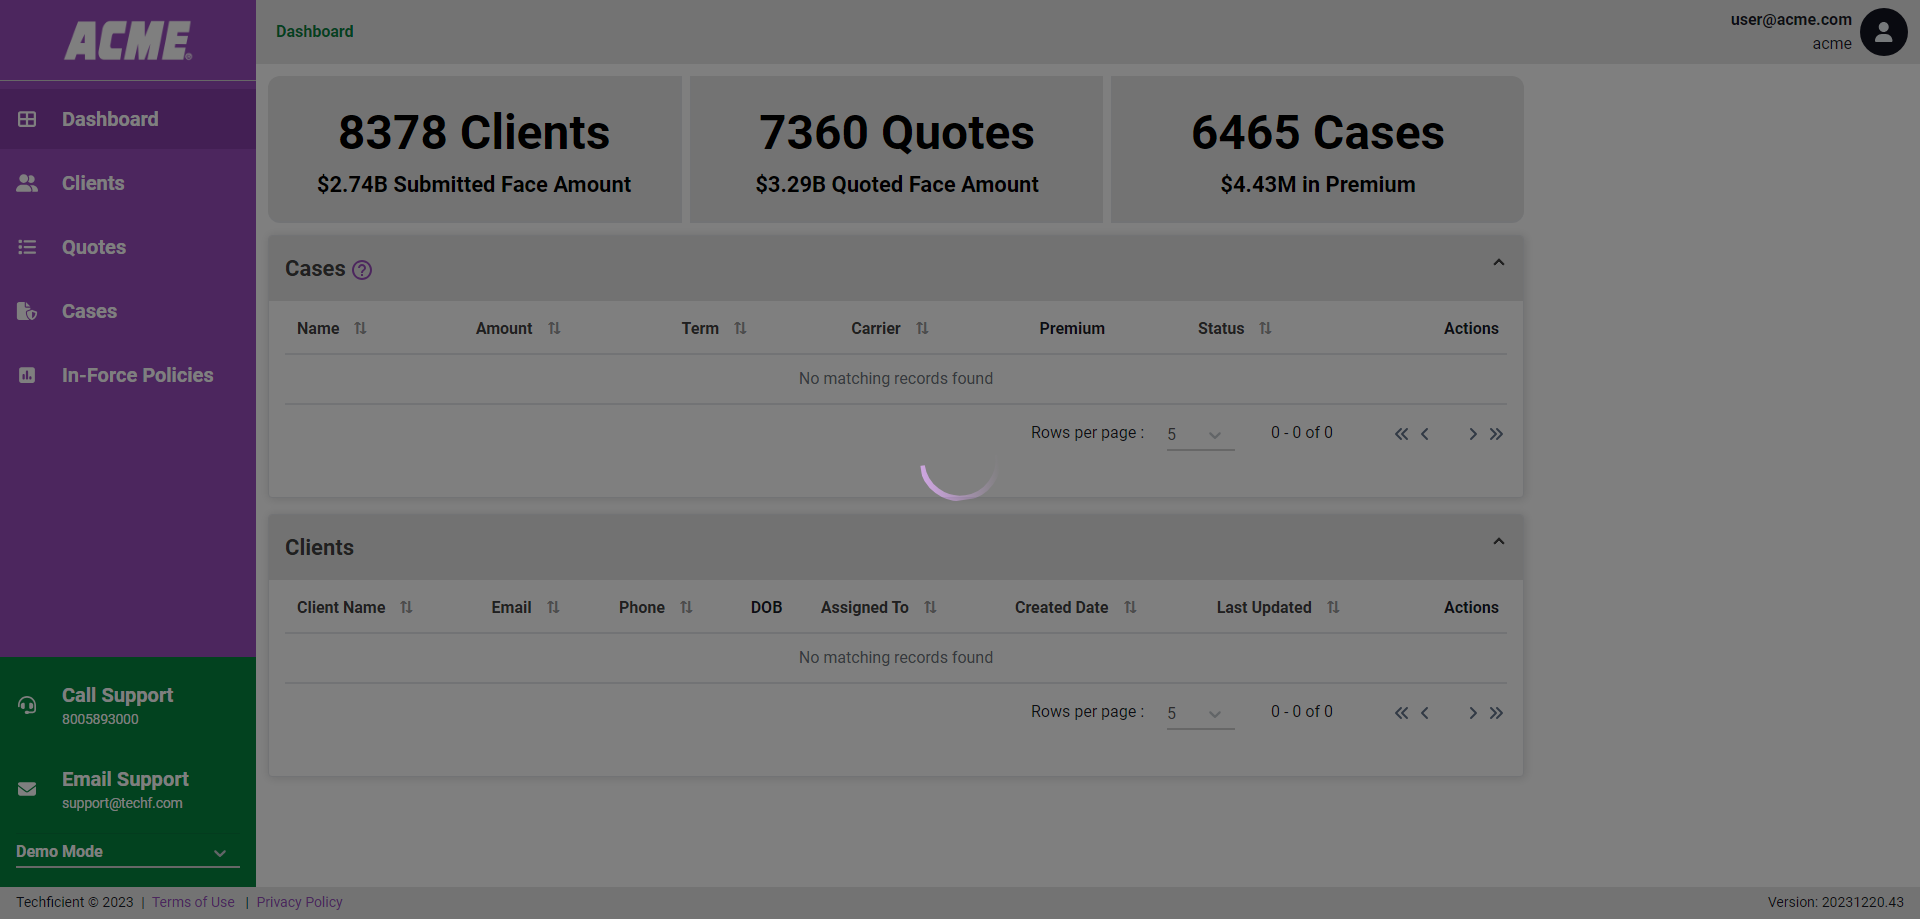 ACME®
Dashboard
Clients
Quotes
Cases
In-Force Policies
Call Support
8005893000
Email Support
support@techf.com
Demo Mode
Dashboard
user@acme.com
acme
8378 Clients
$2.74B Submitted Face Amount
7360 Quotes
$3.29B Quoted Face Amount
6465 Cases
$4.43M in Premium
Cases ?
Name Amount Term Carrier Premium Status Actions
No matching records found
Rows per page : 5 0 - 0 of 0
Clients
Client Name Email Phone DOB Assigned To Created Date Last Updated Actions
No matching records found
Rows per page : 5 0 - 0 of 0
Techficient © 2023 | Terms of Use | Privacy Policy
Version: 20231220.43